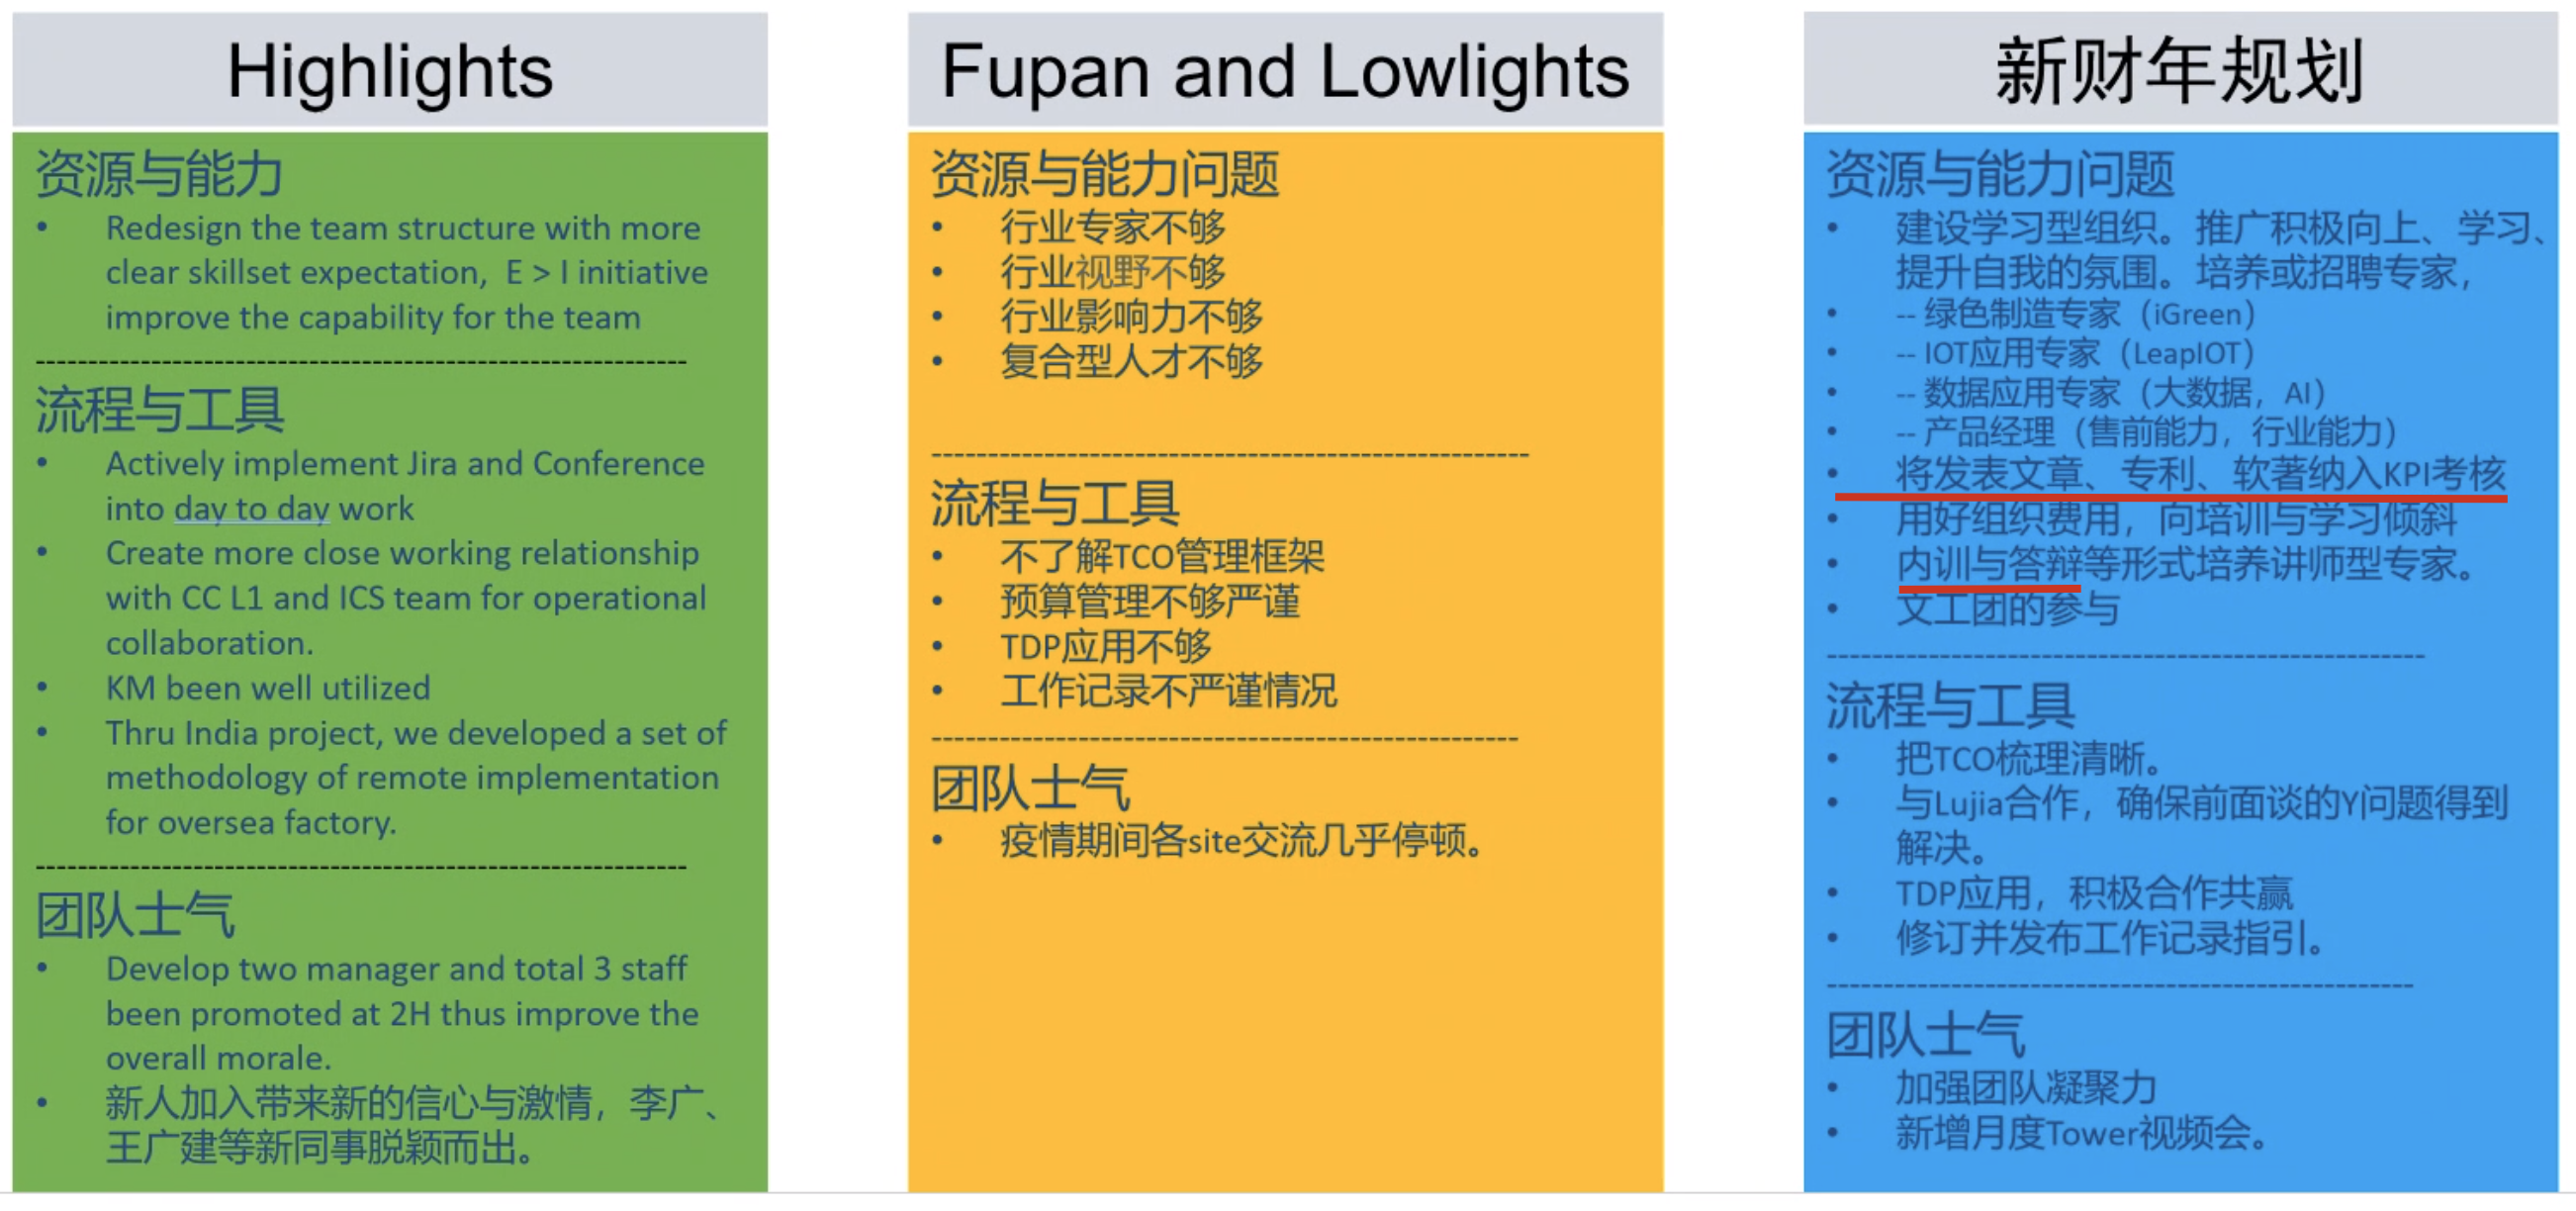 Highlights
资源与能力
• Redesign the team structure with more
clear skillset expectation, E > I initiative
improve the capability for the team
流程与工具
• Actively implement Jira and Conference
into day to day work
• Create more close working relationship
with CC L1 and ICS team for operational
collaboration.
• KM been well utilized
• Thru India project, we developed a set of
methodology of remote implementation
for oversea factory.
团队士气
• Develop two manager and total 3 staff
been promoted at 2H thus improve the
overall morale.
• 新人加入带来新的信心与激情，李广、
王广建等新同事脱颖而出。
Fupan and Lowlights
资源与能力问题
• 行业专家不够
• 行业视野不够
• 行业影响力不够
• 复合型人才不够
流程与工具
• 不了解TCO管理框架
• 预算管理不够严谨
• TDP应用不够
• 工作记录不严谨情况
团队士气
• 疫情期间各site交流几乎停顿。
新财年规划
资源与能力问题
• 建设学习型组织。推广积极向上、学习、
提升自我的氛围。培养或招聘专家，
• -- 绿色制造专家（iGreen）
• -- IOT应用专家（LeapIOT）
• -- 数据应用专家（大数据，AI）
• -- 产品经理（售前能力，行业能力）
• 将发表文章、专利、软著纳入KPI考核
• 用好组织费用，向培训与学习倾斜
• 内训与答辩等形式培养讲师型专家。
• 文工团的参与
流程与工具
• 把TCO梳理清晰。
• 与Lujia合作，确保前面谈的Y问题得到
解决。
• TDP应用，积极合作共赢
• 修订并发布工作记录指引。
团队士气
• 加强团队凝聚力
• 新增月度Tower视频会。